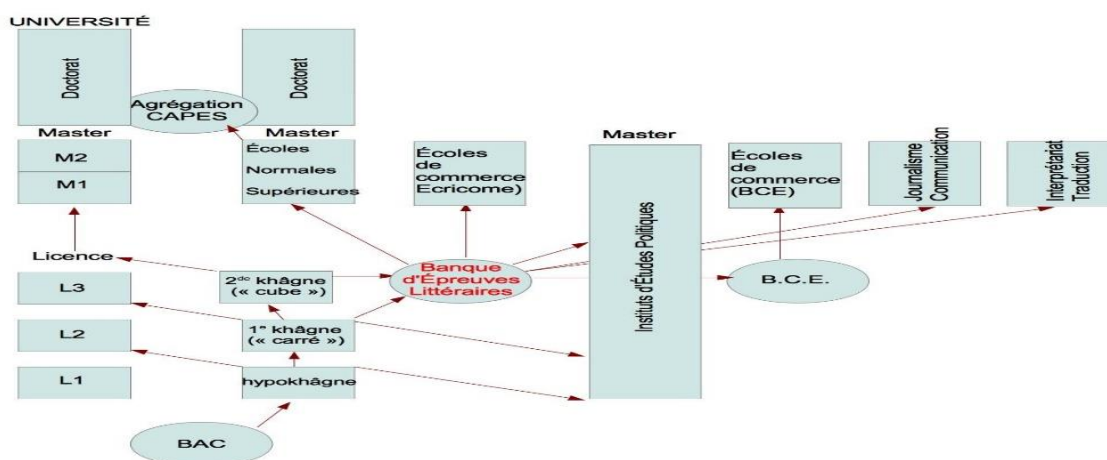 UNIVERSITÉ
Doctorat
Doctorat
Agrégation
CAPES
Master
Master
Master
M2
M1
Écoles
Normales
Supérieures
Écoles
de
commerce
Ecricome)
Écoles
de
commerce
(BCE)
Journalisme
Communication
Interprétariat
Traduction
Instituts d'Études Politiques
Licence
2de khâgne
(« cube »)
Banque
d'Épreuves
Littéraires
B.C.E.
L3
L2
1e khâgne
(« carré »)
L1
hypokhâgne
BAC